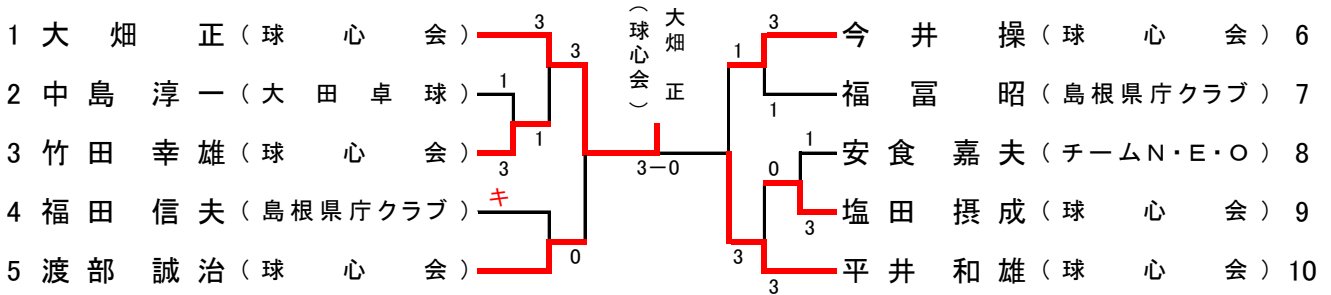 1 大畑 正（球心会） 3
3
2 中島 淳一（大田卓球） 1
1
3 竹田 幸雄（球心会） 3
4 福田 信夫（島根県庁クラブ） キ
0
5 渡部 誠治（球心会）
大畑 正
（球心会）
3－0
3 今井 操（球心会） 6
1
1 福冨 昭（島根県庁クラブ） 7
1 安食 嘉夫（チームN・E・O） 8
0
3 塩田 摂成（球心会） 9
3
3 平井 和雄（球心会） 10